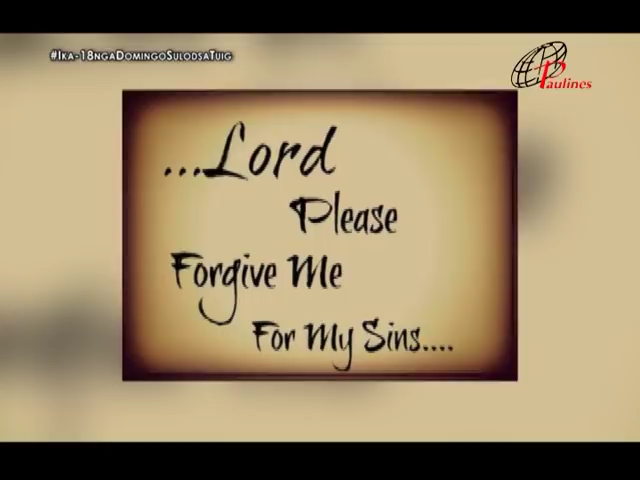 #Ika-18ngaDomingoSulodsaTuig
Paulines
...Lord
Please
Forgive Me
For My Sins....